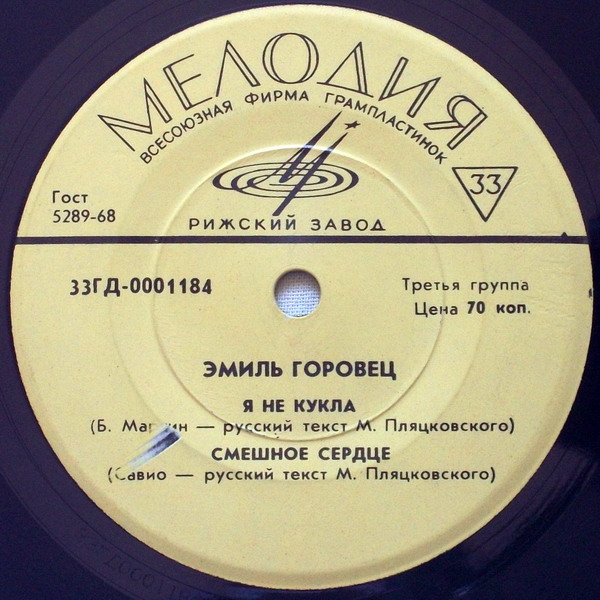 МЕЛОДИЯ
ВСЕСОЮЗНАЯ ФИРМА ГРАМПЛАСТИНОК
33
Гост
5289-68
РИЖСКИЙ ЗАВОД
33ГД-0001184
Третья группа
Цена 70 коп.
ЭМИЛЬ ГОРОВЕЦ
Я НЕ КУКЛА
(Б. — русский текст М. Пляцковского)
СМЕШНОЕ СЕРДЦЕ
— русский текст М. Пляцковского)